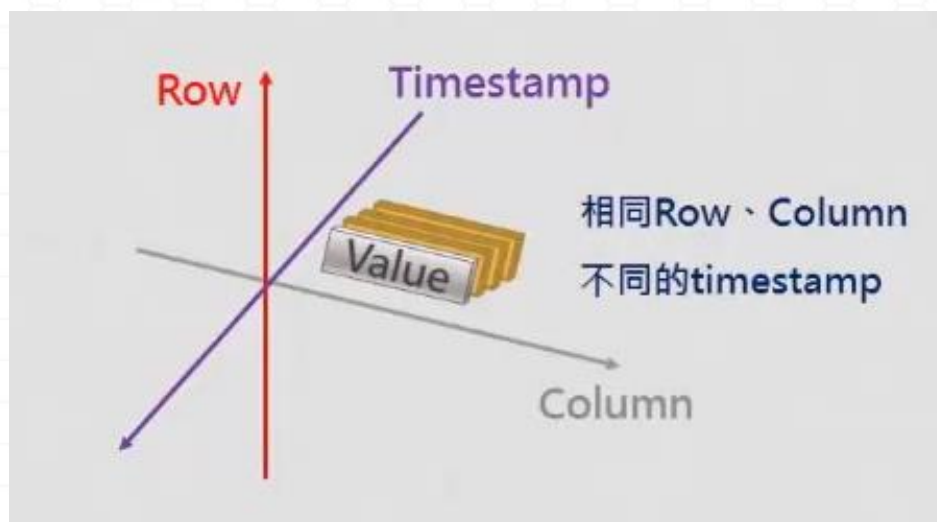 Row
Timestamp
Value
相同Row、Column
不同的timestamp
Column